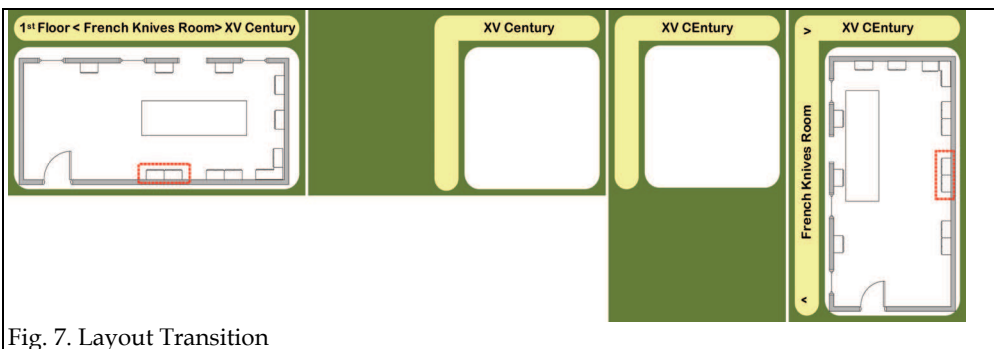 1st Floor < French Knives Room> XV Century
XV Century
XV CEntury
> XV CEntury
French Knives Room
<
Fig. 7. Layout Transition